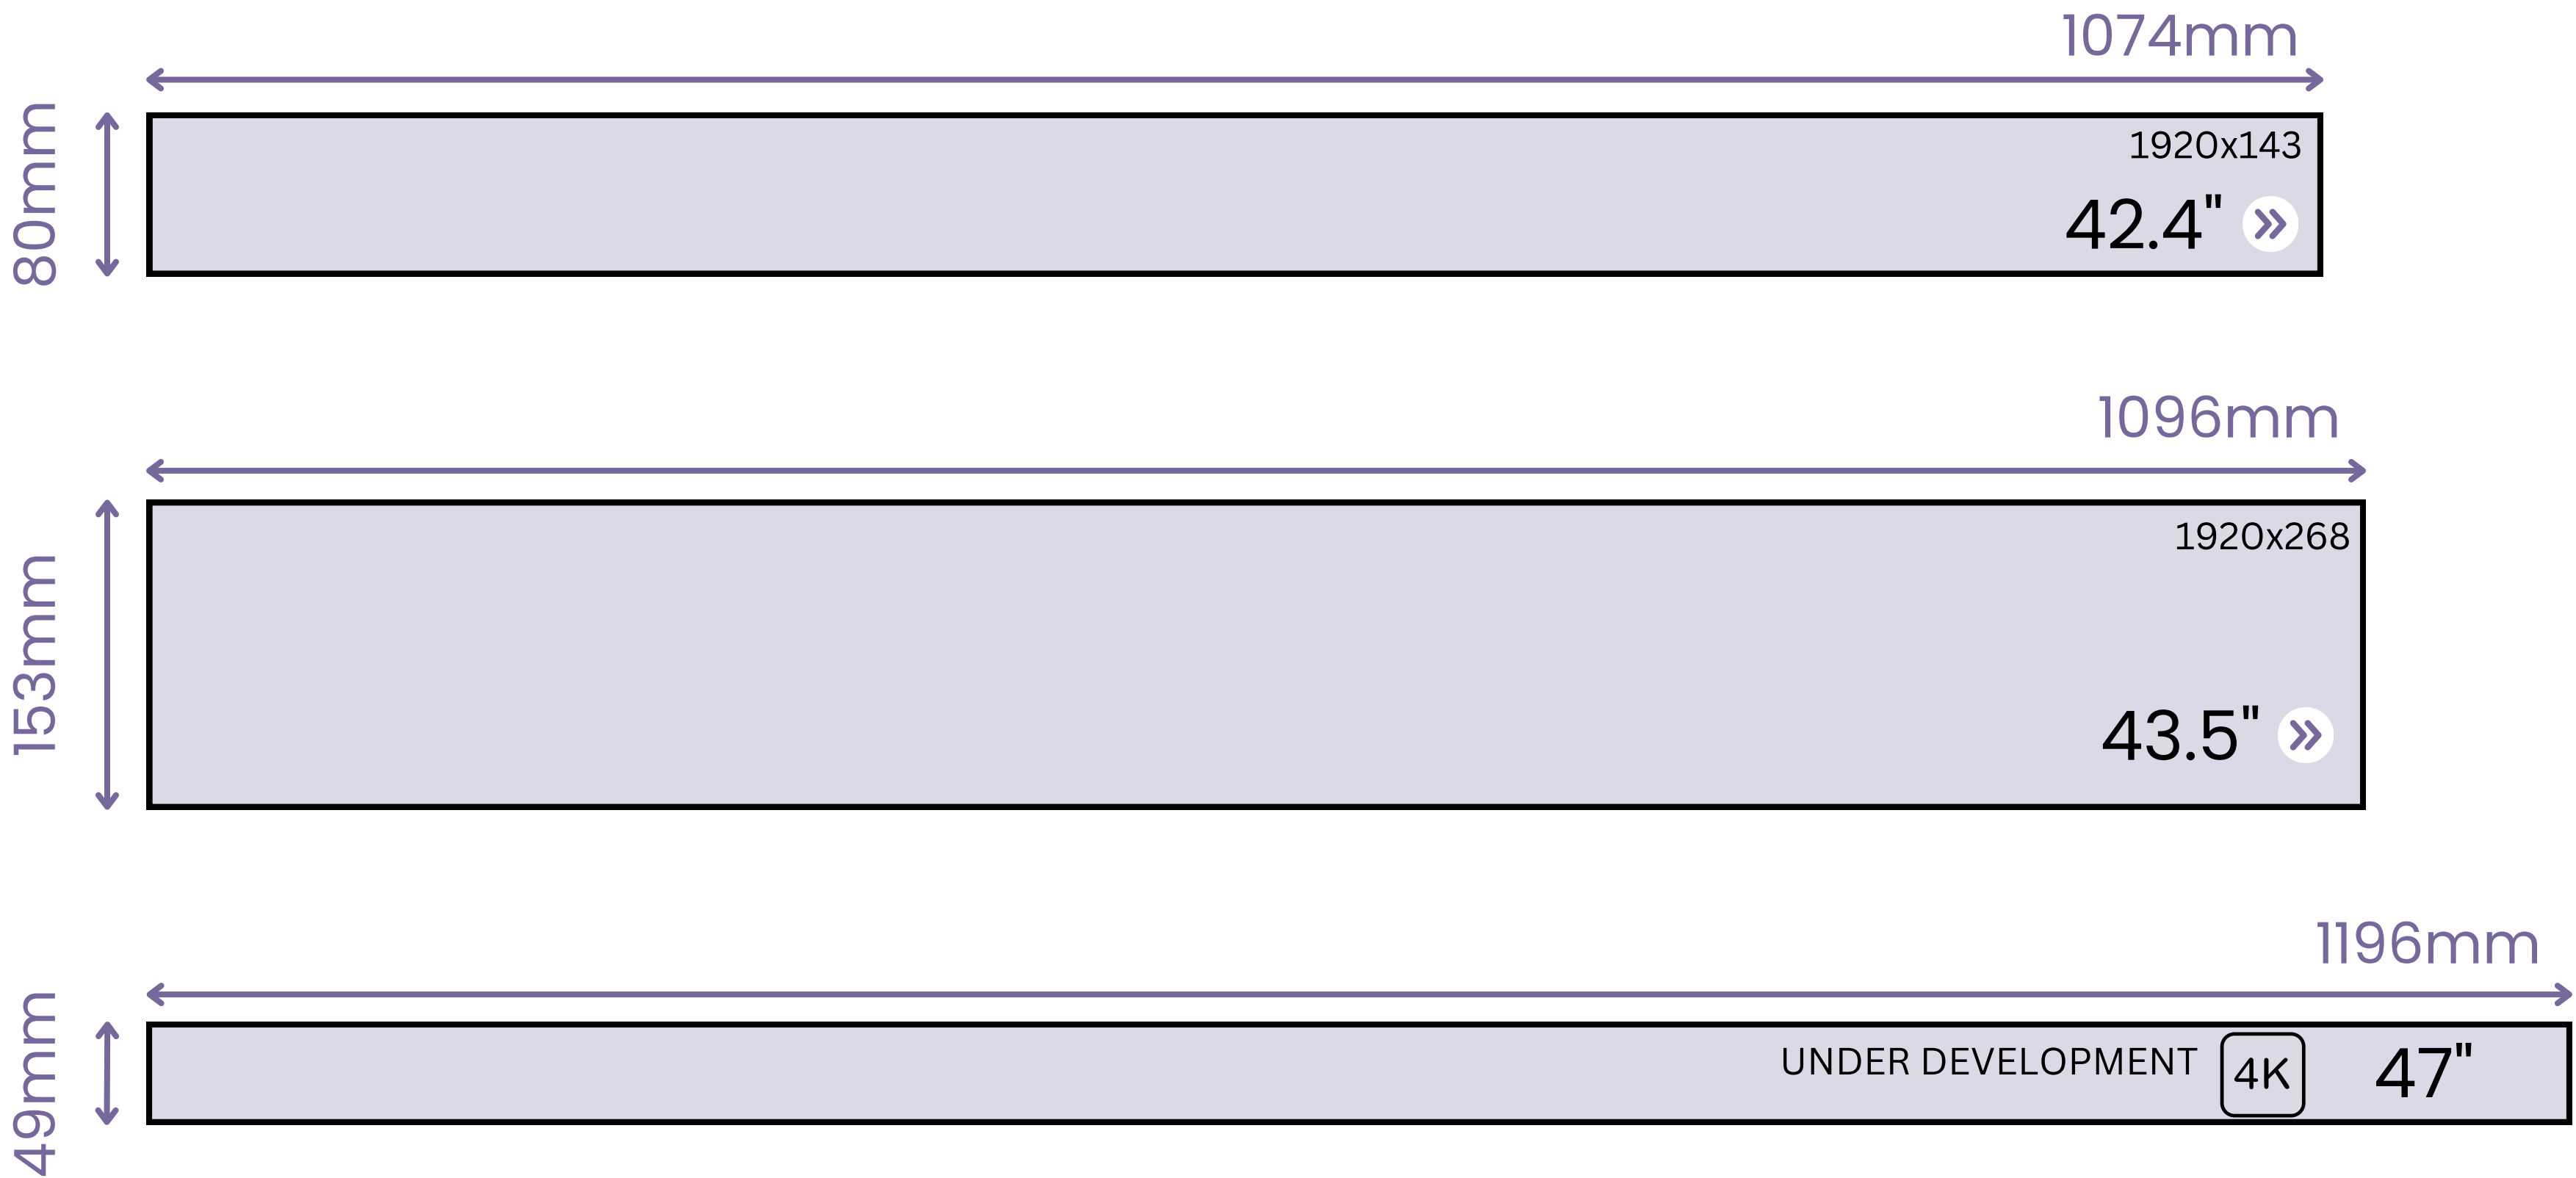 1074mm
80mm
1920x143
42.4"
1096mm
153mm
1920x268
43.5"
1196mm
49mm
UNDER DEVELOPMENT 4K 47"